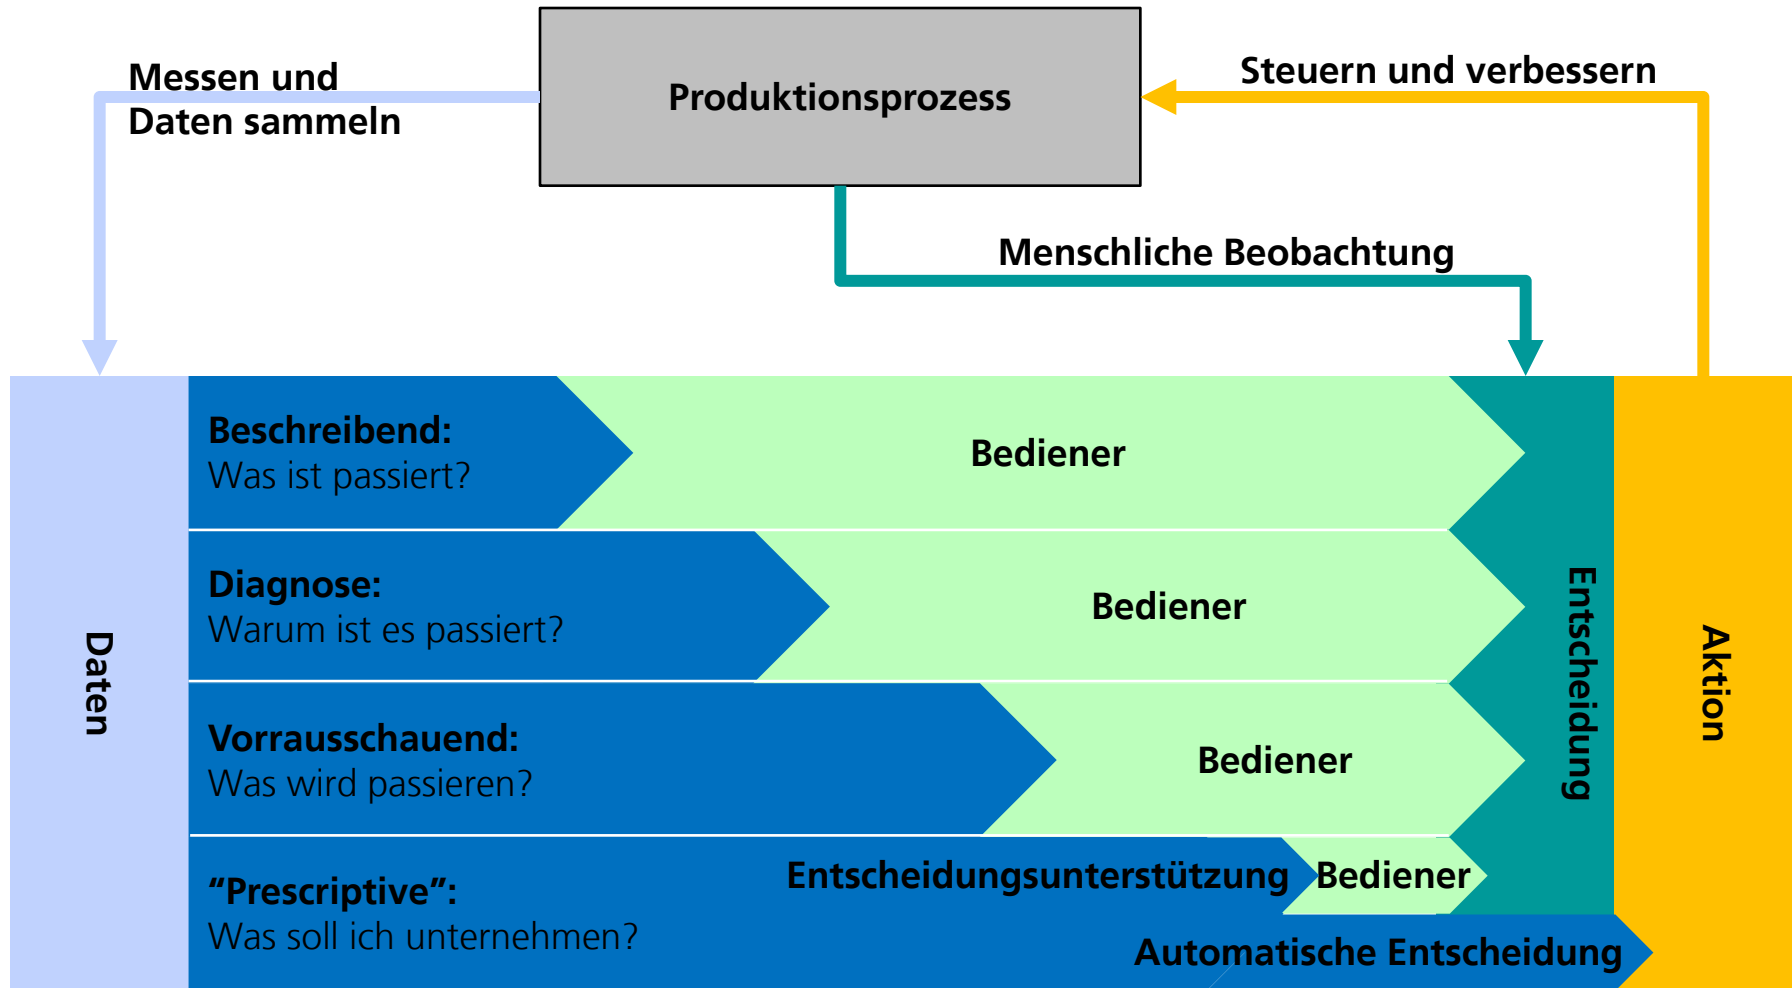 Messen und
Daten sammeln
Produktionsprozess
Steuern und verbessern
Menschliche Beobachtung
Daten
Beschreibend:
Was ist passiert?
Bediener
Diagnose:
Warum ist es passiert?
Bediener
Vorrausschauend:
Was wird passieren?
Bediener
“Prescriptive”:
Was soll ich unternehmen?
Entscheidungsunterstützung
Bediener
Automatische Entscheidung
Entscheidung
Aktion